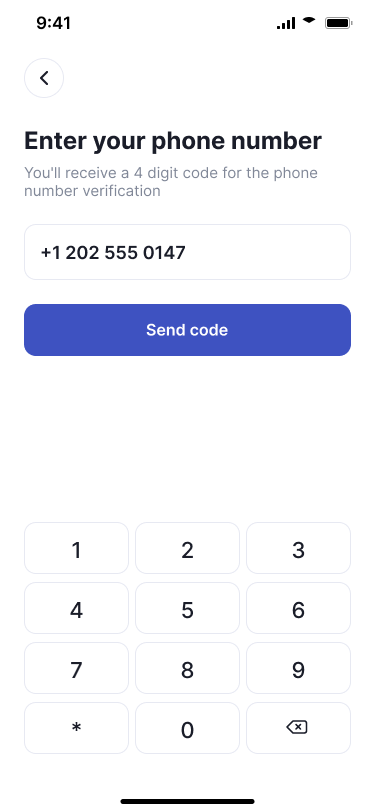 9:41
Enter your phone number
You'll receive a 4 digit code for the phone
number verification
+1 202 555 0147
Send code
1 2 3
4 5 6
7 8 9
* 0